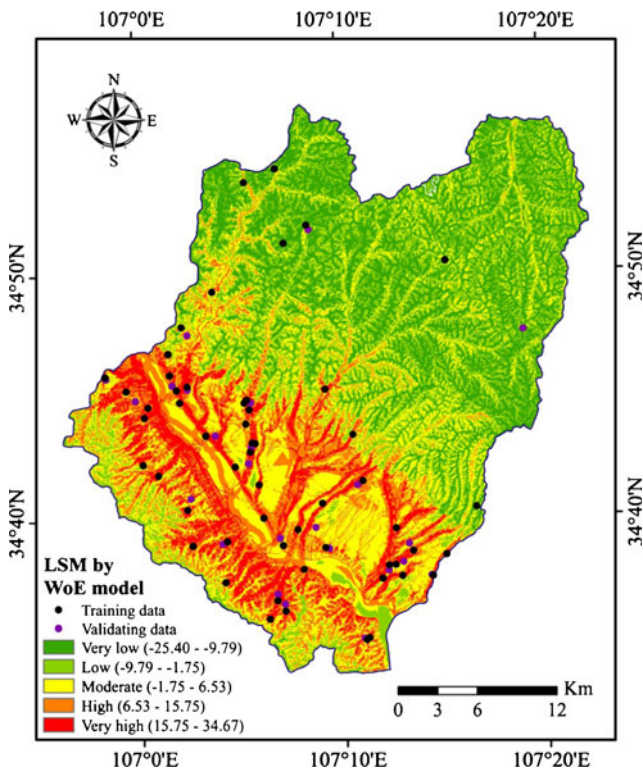 107°0′E 107°10′E 107°20′E
N
W E
S
34°50′N 34°50′N
34°40′N 34°40′N
LSM by
WoE model
Training data
Validating data
Very low (-25.40 - -9.79)
Low (-9.79 - -1.75)
Moderate (-1.75 - 6.53)
High (6.53 - 15.75)
Very high (15.75 - 34.67)
Km
0 3 6 12
107°0′E 107°10′E 107°20′E